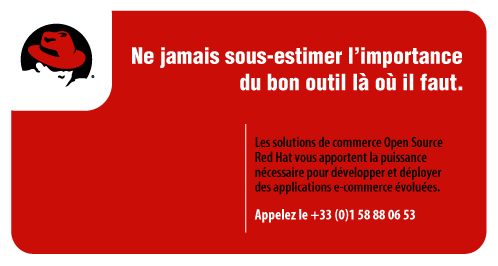 Ne jamais sous-estimer l’importance
du bon outil là où il faut.
Les solutions de commerce Open Source
Red Hat vous apportent la puissance
nécessaire pour développer et déployer
des applications e-commerce évoluées.
Appelez le +33 (0)1 58 88 06 53